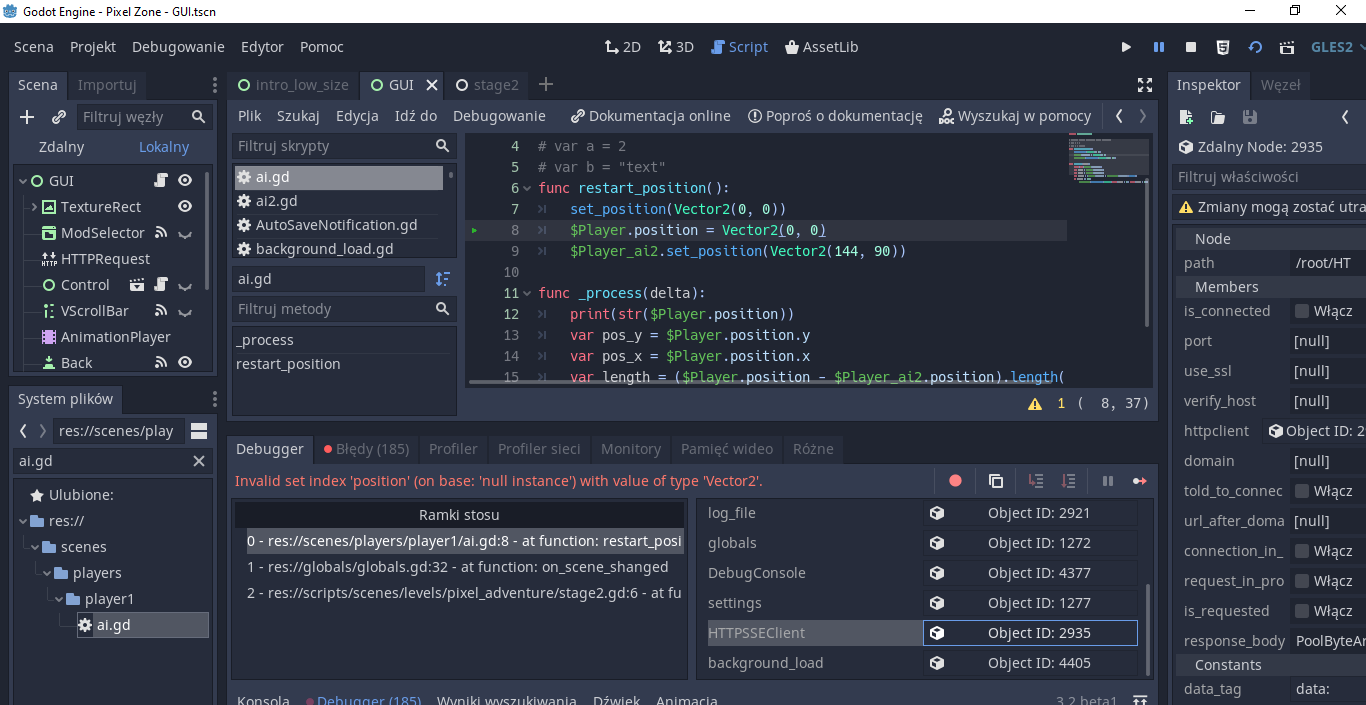 Godot Engine - Pixel Zone - GUI.tscn
Scena Projekt Debugowanie Edytor Pomoc 2D 3D Script AssetLib GLES2
Scena Importuj
Filtruj węzły
Zdalny Lokalny
GUI
TextureRect
ModSelector
HTTPRequest
Control
VScrollBar
AnimationPlayer
Back
System plików
res://scenes/play
ai.gd
Ulubione:
res://
scenes
players
player1
ai.gd
intro_low_size GUI stage2
Plik Szukaj Edycja Idź do Debugowanie Dokumentacja online Poproś o dokumentację Wyszukaj w pomocy
Filtruj skrypty
ai.gd
ai2.gd
AutoSaveNotification.gd
background_load.gd
ai.gd
Filtruj metody
_process
restart_position
4 # var a = 2
5 # var b = "text"
6 func restart_position():
7 set_position(Vector2(0, 0))
8 $Player.position = Vector2(0, 0)
9 $Player_ai2.set_position(Vector2(144, 90))
10
11 func _process(delta):
12 print(str($Player.position))
13 var pos_y = $Player.position.y
14 var pos_x = $Player.position.x
15 var length = ($Player.position - $Player_ai2.position).length(
1 ( 8, 37)
Debugger Błędy (185) Profiler Profiler sieci Monitory Pamięć wideo Różne
Invalid set index 'position' (on base: 'null instance') with value of type 'Vector2'.
Ramki stosu
0 - res://scenes/players/player1/ai.gd:8 - at function: restart_posi
1 - res://globals/globals.gd:32 - at function: on_scene_shanged
2 - res://scripts/scenes/levels/pixel_adventure/stage2.gd:6 - at fu
log_file Object ID: 2921
globals Object ID: 1272
DebugConsole Object ID: 4377
settings Object ID: 1277
HTTPSSEClient Object ID: 2935
background_load Object ID: 4405
Konsola Debugger (185) Wyniki wyszukiwania Dźwięk Animacja 3.2.beta1
Inspektor Węzeł
Zdalny Node: 2935
Filtruj właściwości
Zmiany mogą zostać utra
Node
path /root/HT
Members
is_connected Włącz
port [null]
use_ssl [null]
verify_host [null]
httpclient Object ID: 29
domain [null]
told_to_connec Włącz
url_after_doma [null]
connection_in_ Włącz
request_in_pro Włącz
is_requested Włącz
response_body PoolByteAr
Constants
data_tag data: